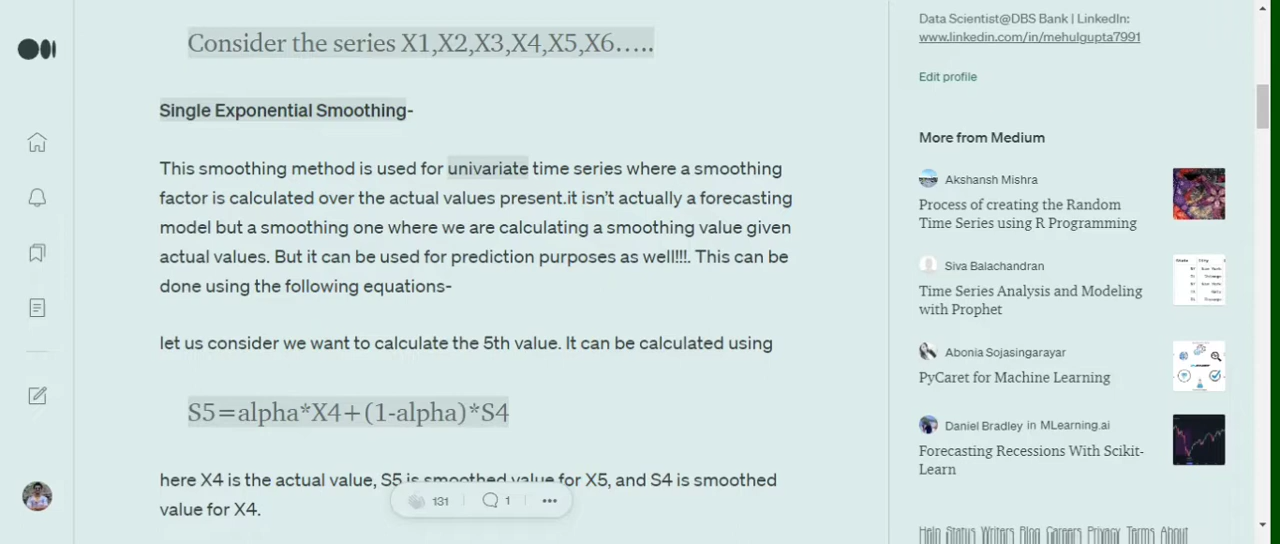 Consider the series X1,X2,X3,X4,X5,X6.....
Single Exponential Smoothing-
This smoothing method is used for univariate time series where a smoothing
factor is calculated over the actual values present.it isn't actually a forecasting
model but a smoothing one where we are calculating a smoothing value given
actual values. But it can be used for prediction purposes as well!!!. This can be
done using the following equations-
let us consider we want to calculate the 5th value. It can be calculated using
S5=alpha*X4+(1-alpha)*S4
here X4 is the actual value, S5 is smoothed value for X5, and S4 is smoothed
value for X4.
131
1
Data Scientist@DBS Bank | LinkedIn:
www.linkedin.com/in/mehulgupta7991
Edit profile
More from Medium
Akshansh Mishra
Process of creating the Random
Time Series using R Programming
Siva Balachandran
Time Series Analysis and Modeling
with Prophet
Abonia Sojasingarayar
PyCaret for Machine Learning
Daniel Bradley in MLearning.ai
Forecasting Recessions With Scikit-
Learn
Help Status Writers Blog Careers Privacy Terms About